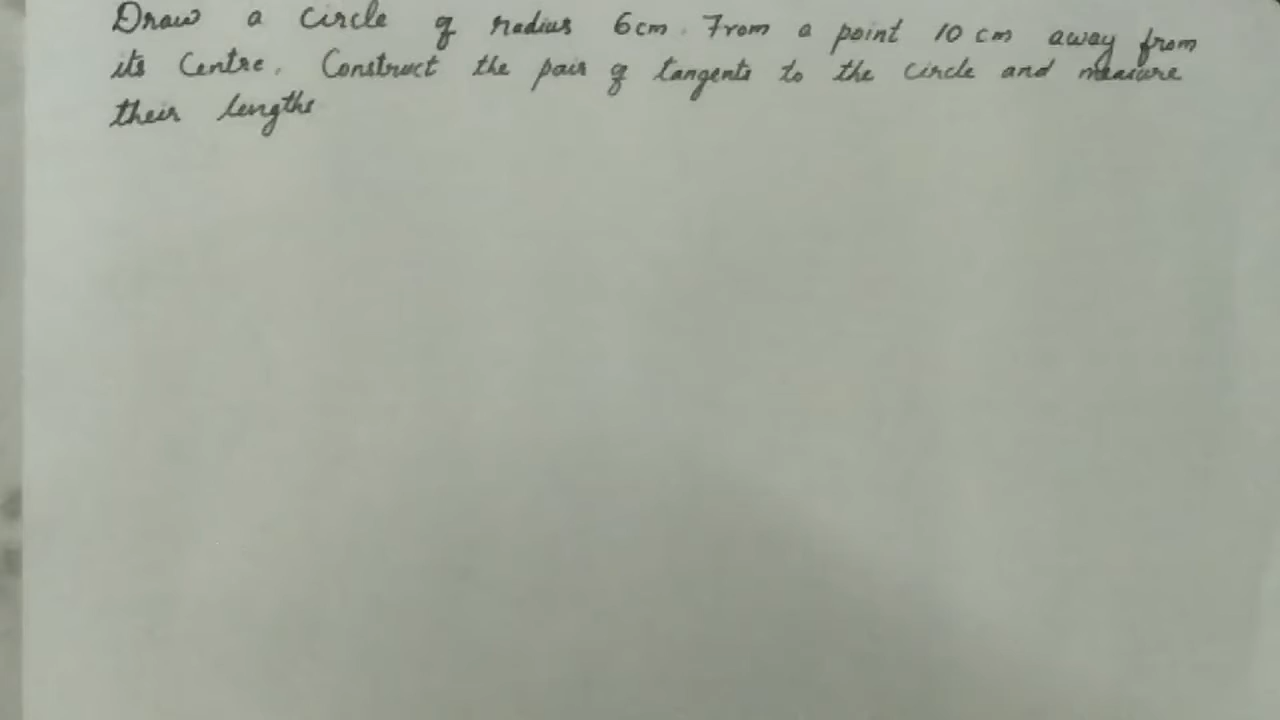 Draw a circle of radius 6cm. From a point 10 cm away from
its Centre. Construct the pair of tangents to the circle and measure
their lengths